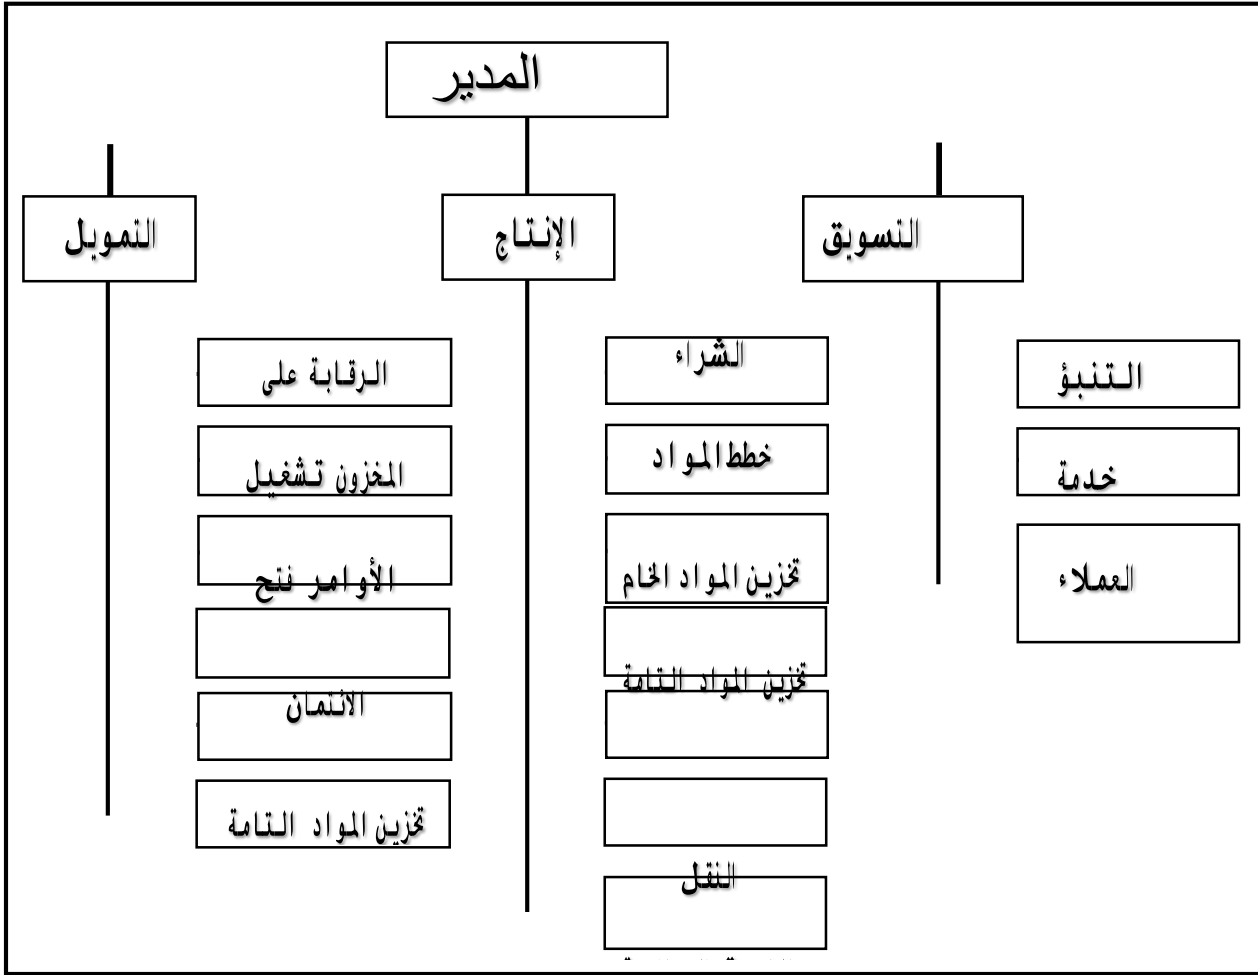 المدير
التسويق
الإنتاج
التمويل
التنبؤ
خدمة
العملاء
الشراء
خطط المواد
تخزين المواد الخام
تخزين المواد التامة
النقل
الرقابة على
المخزون تشغيل
الأوامر فتح
الائتمان
تخزين المواد التامة